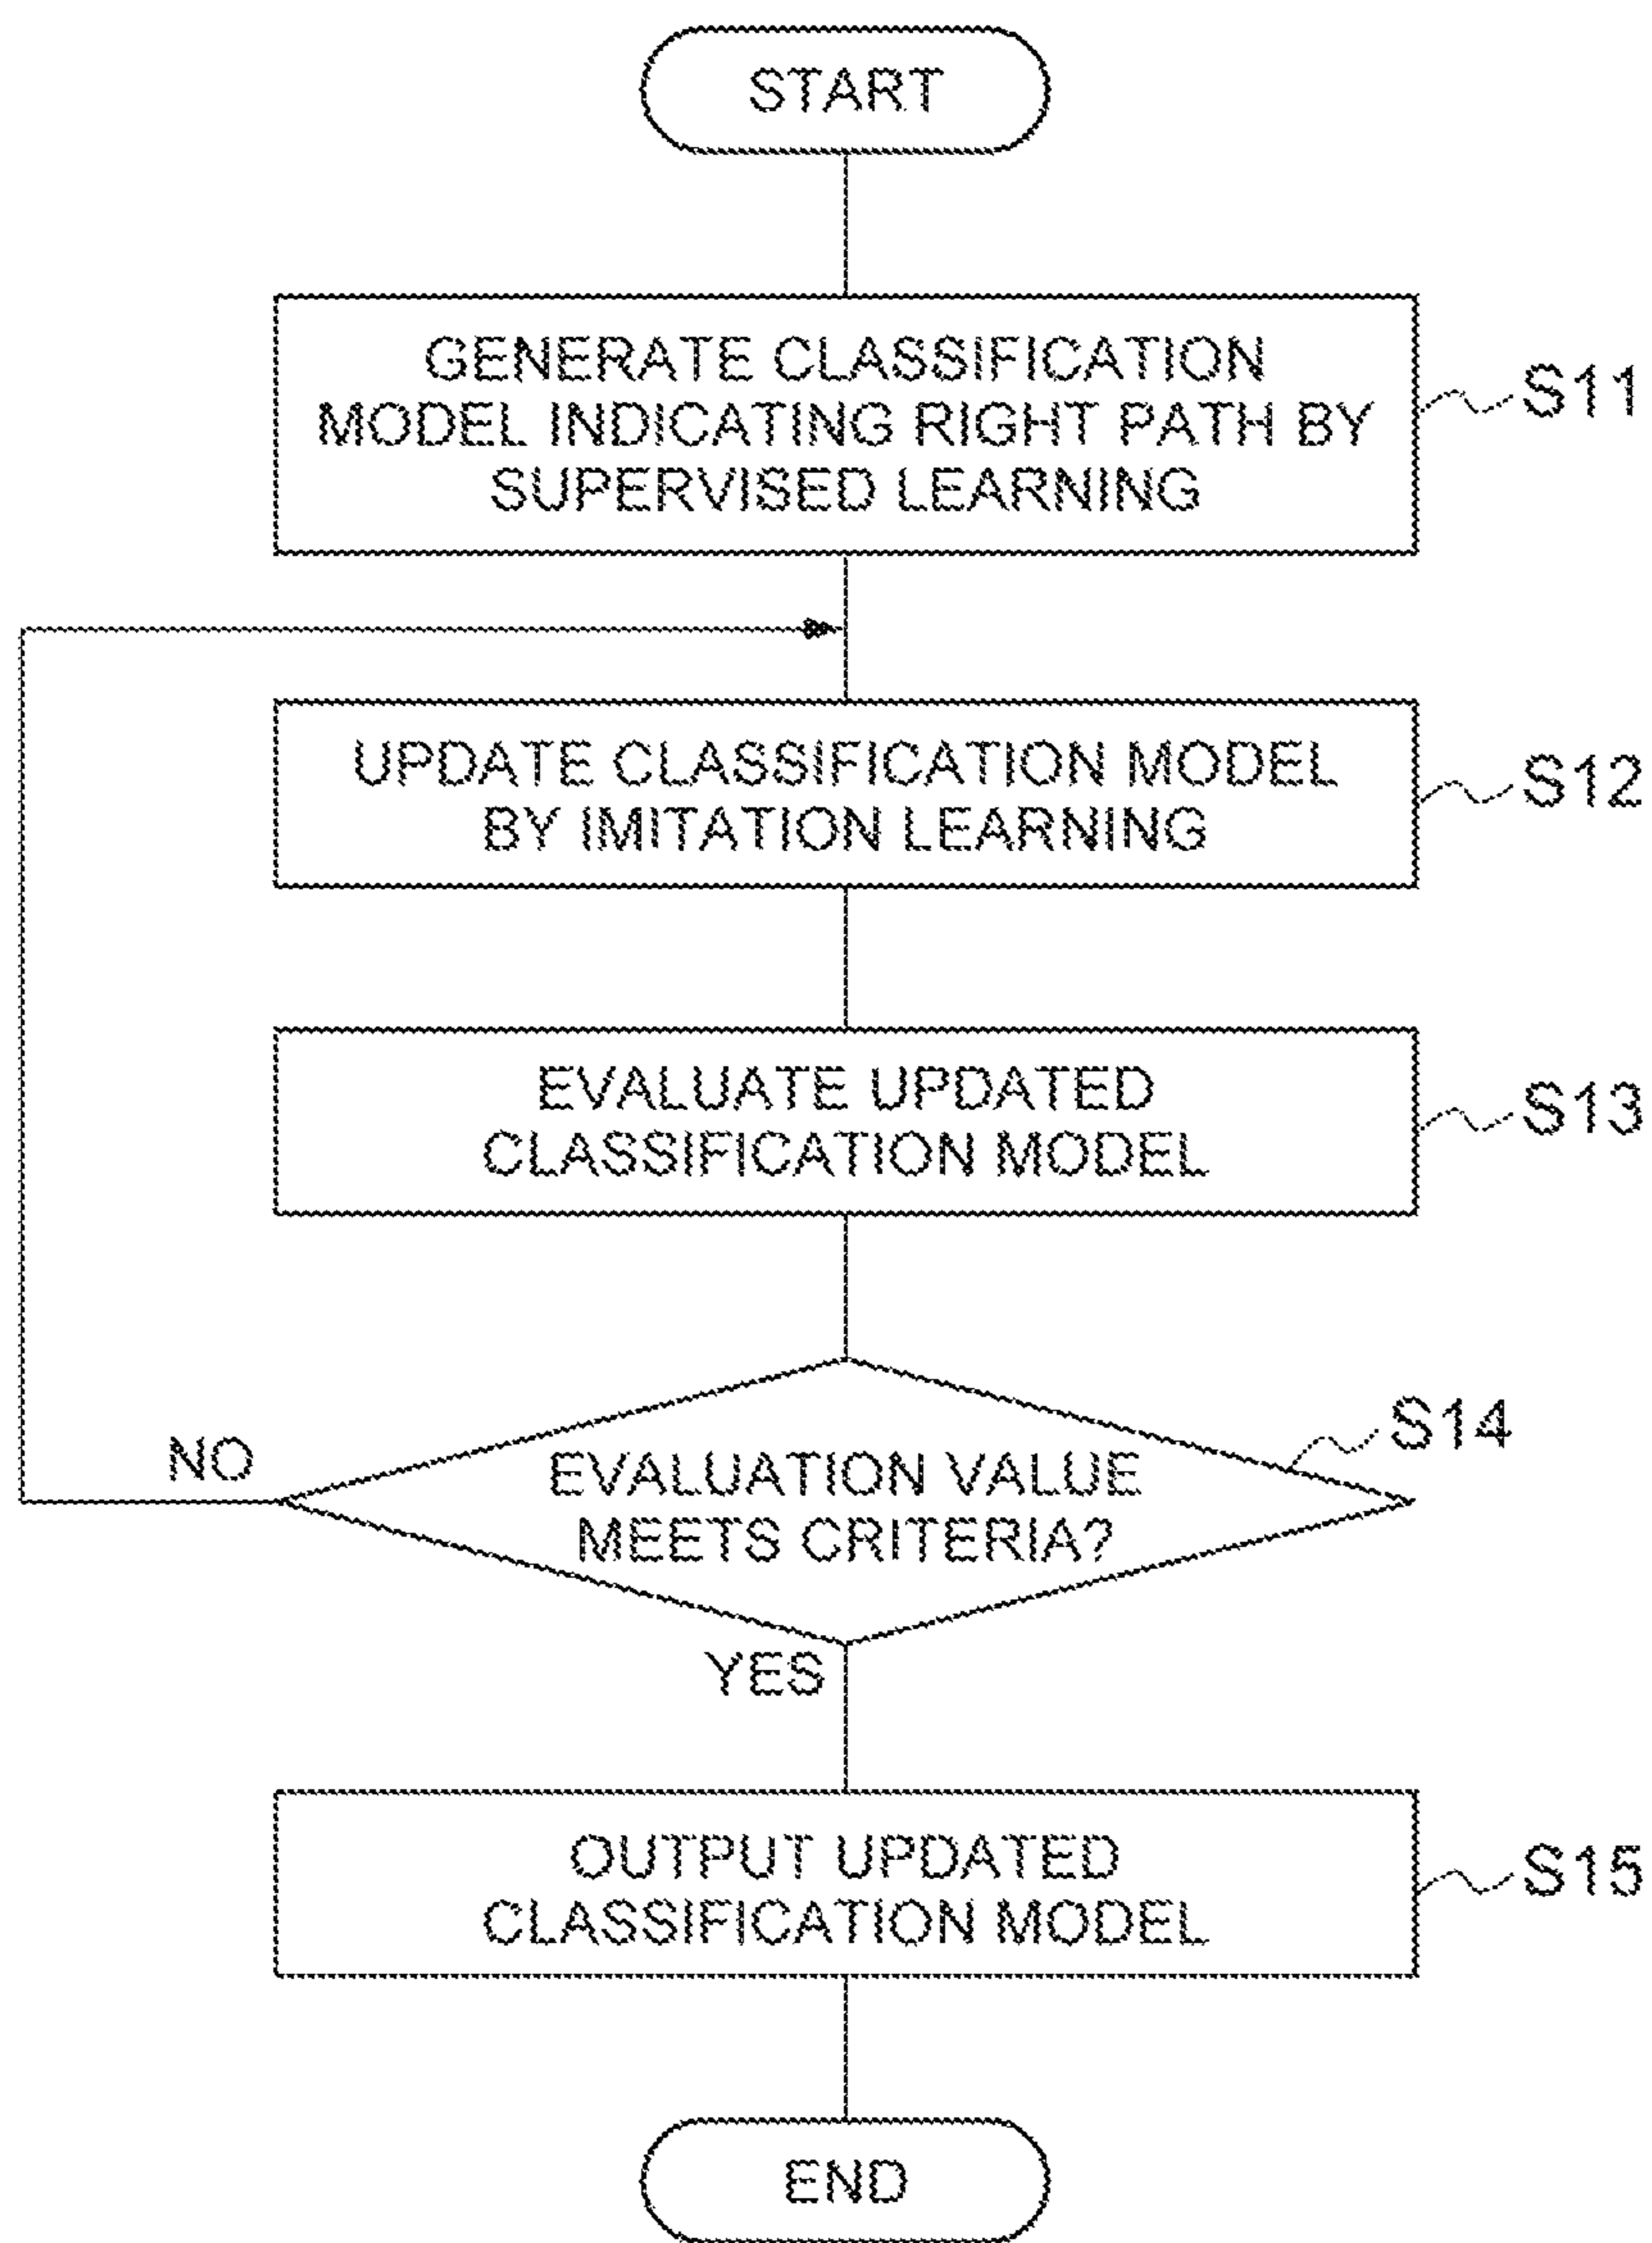 START
GENERATE CLASSIFICATION
MODEL INDICATING RIGHT PATH BY
SUPERVISED LEARNING
S11
UPDATE CLASSIFICATION MODEL
BY IMITATION LEARNING
S12
EVALUATE UPDATED
CLASSIFICATION MODEL
S13
S14
NO
EVALUATION VALUE
MEETS CRITERIA?
YES
OUTPUT UPDATED
CLASSIFICATION MODEL
S15
END